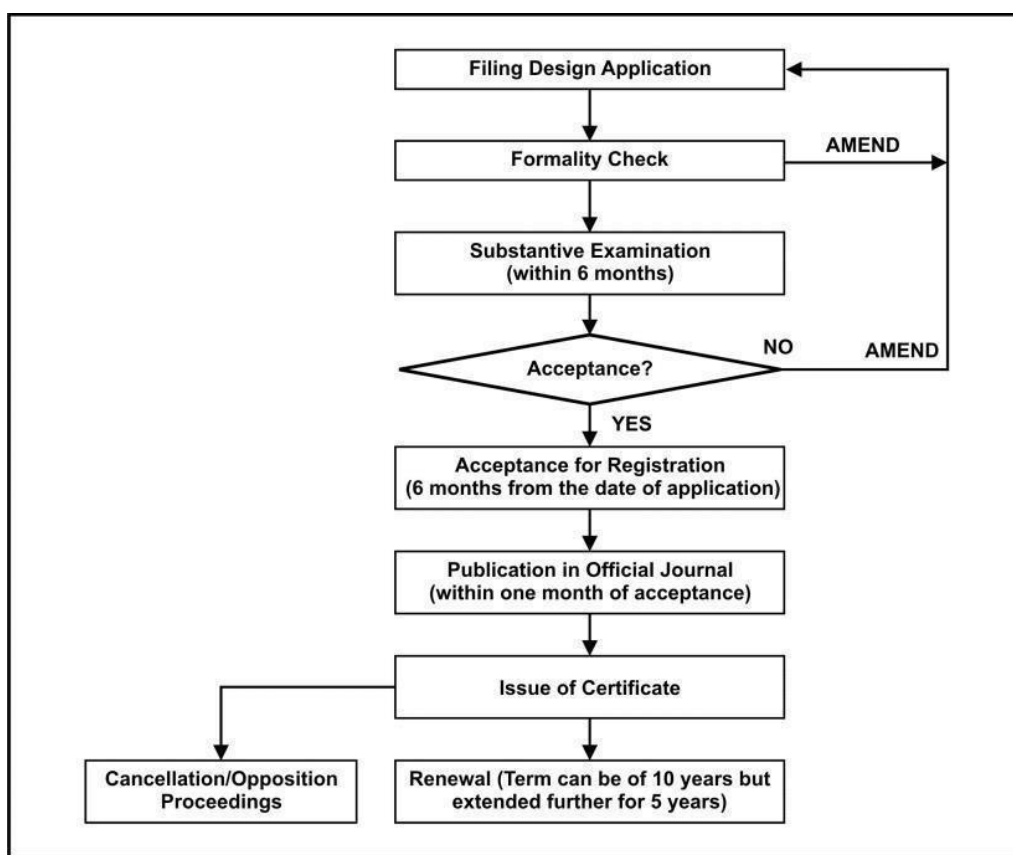 Filing Design Application
Formality Check
AMEND
Substantive Examination
(within 6 months)
Acceptance?
NO
AMEND
YES
Acceptance for Registration
(6 months from the date of application)
Publication in Official Journal
(within one month of acceptance)
Issue of Certificate
Cancellation/Opposition
Proceedings
Renewal (Term can be of 10 years but
extended further for 5 years)